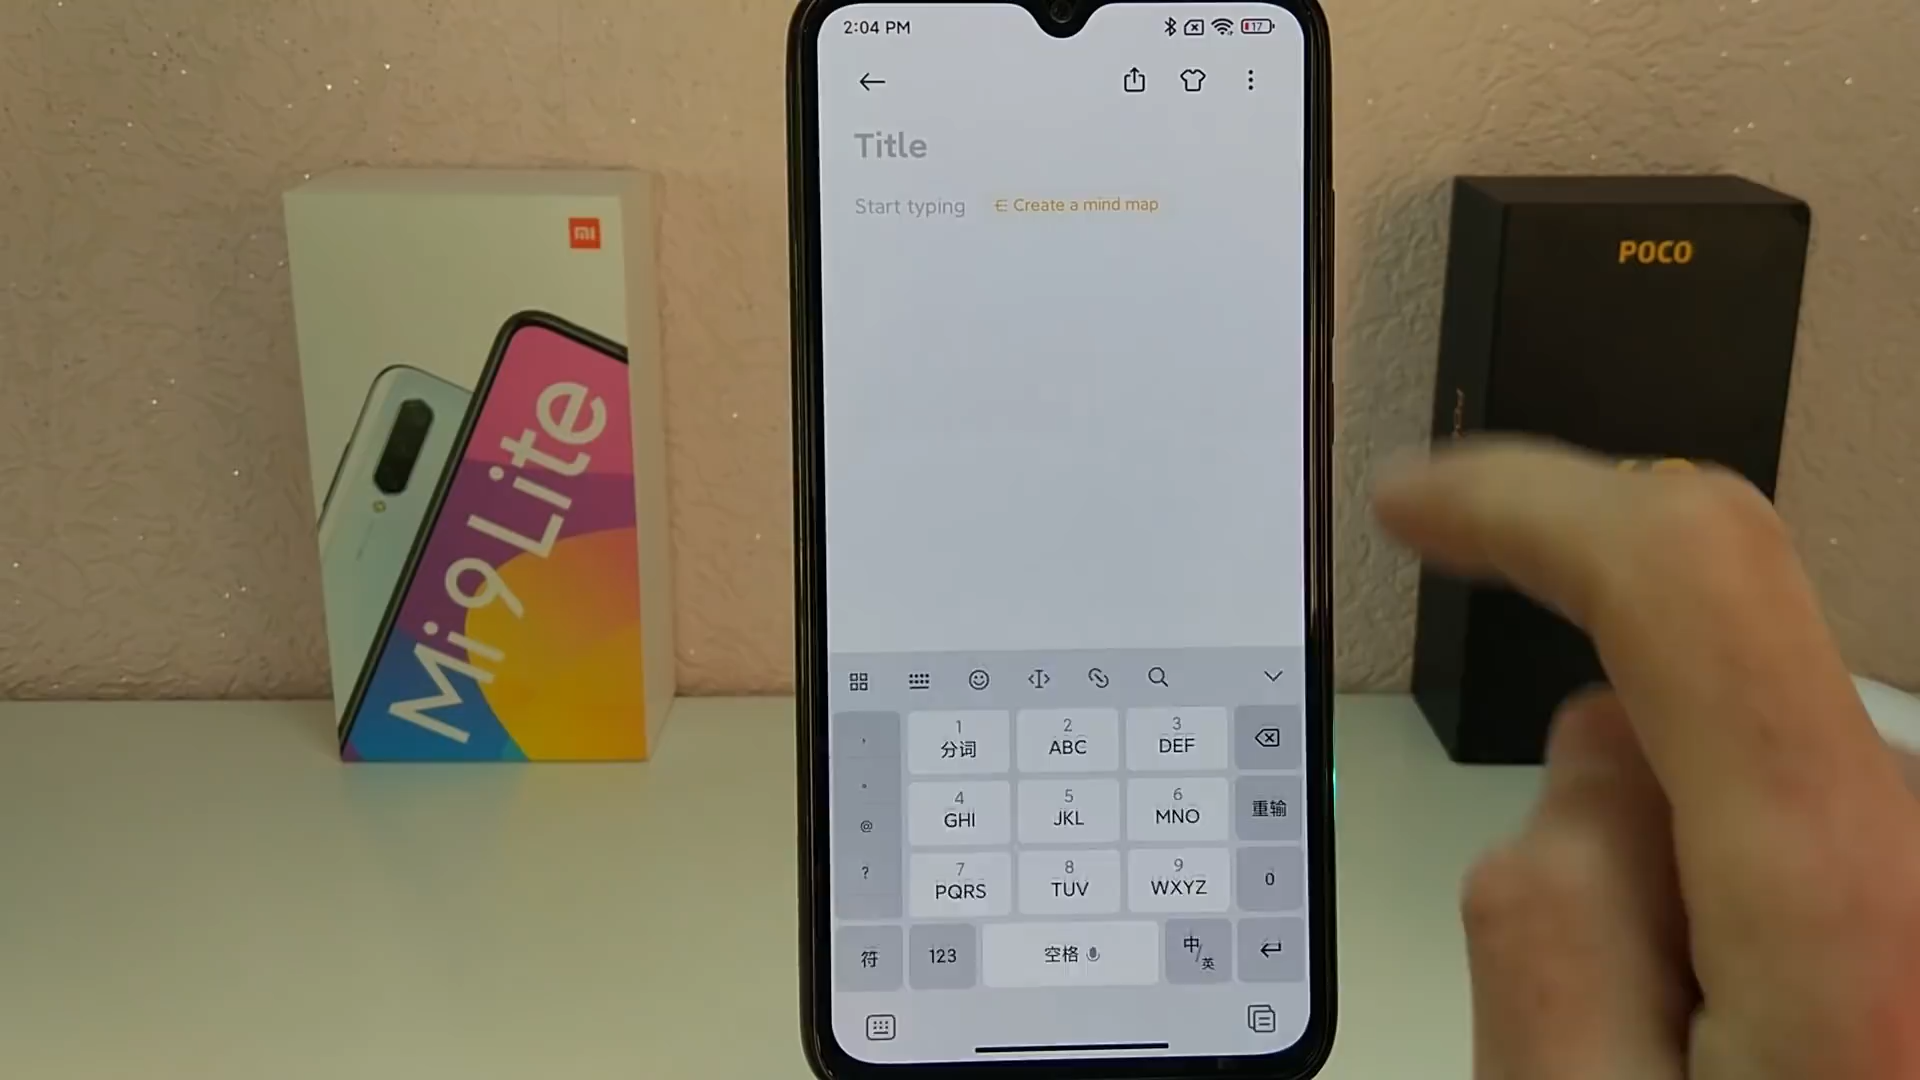 2:04 PM
17
Title
Start typing
Create a mind map
mi
Mi 9 Lite
POCO
,
1
分词
2
ABC
3
DEF
。
@
4
GHI
5
JKL
6
MNO
重输
?
7
PQRS
8
TUV
9
WXYZ
0
符
123
空格
中/英